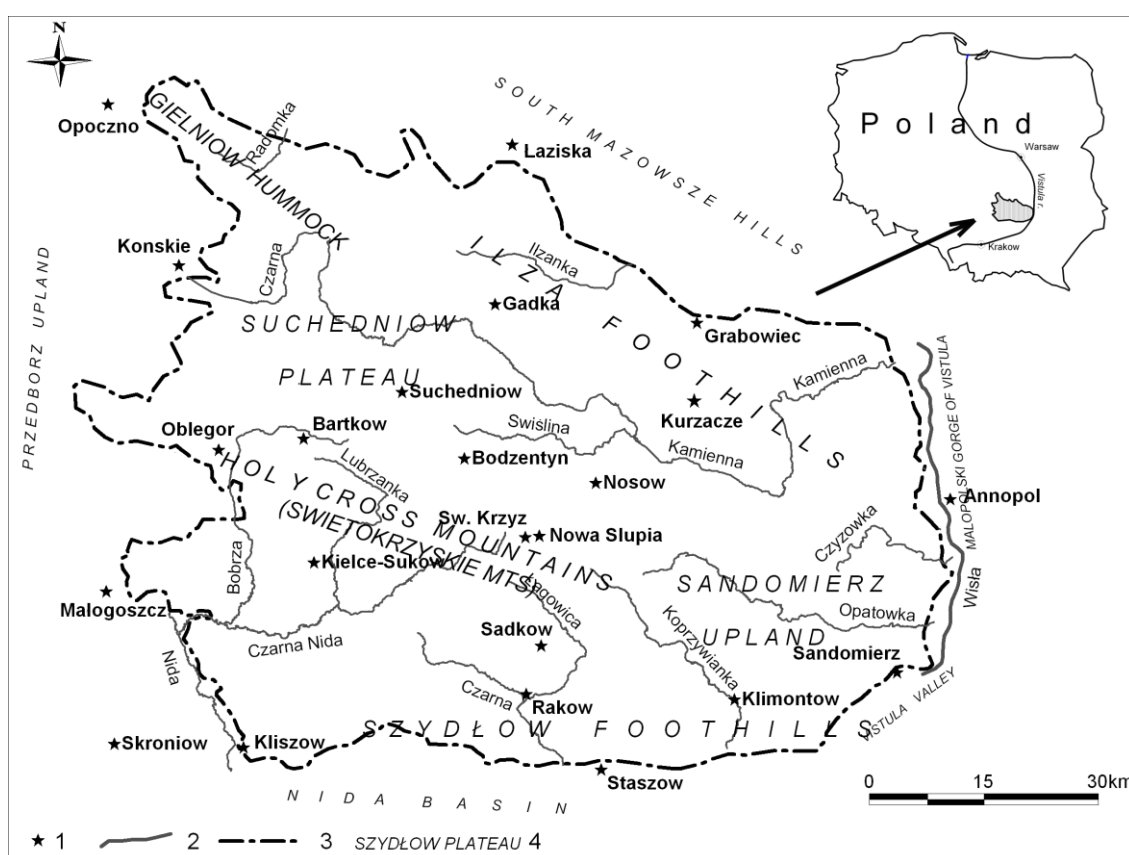 N
SOUTH MAZOWSZE HILLS
Poland
Warsaw
Vistula r.
Krakow
Opoczno
GIELNIOW HUMMOCK
Radomka
Laziska
Konskie
Czarna
ILZA FOOTHILLS
Ilzanka
Gadka
PRZEDBORZ UPLAND
SUCHEDNIOW
PLATEAU
Grabowiec
Suchedniow
Kamienna
Kurzacze
MALOPOLSKI GORGE OF VISTULA
Oblegor
Bartkow
Swiślina
Lubrzanka
Bodzentyn
Kamienna
Nosow
Annopol
HOLY CROSS MOUNTAINS
(SWIETOKRZYSKIE MTS)
Sw. Krzyz
Nowa Slupia
Czyzowka
Bobrza
Kielce-Sukow
Łagowica
SANDOMIERZ
UPLAND
Wisła
Malogoszcz
Opatowka
Koprzywianka
Czarna Nida
Sadkow
Sandomierz
Nida
Czarna
Rakow
Klimontow
VISTULA VALLEY
SZYDŁOW FOOTHILLS
Skroniow
Kliszow
Staszow
NIDA BASIN
0 15 30km
1 2 3 SZYDŁOW PLATEAU 4